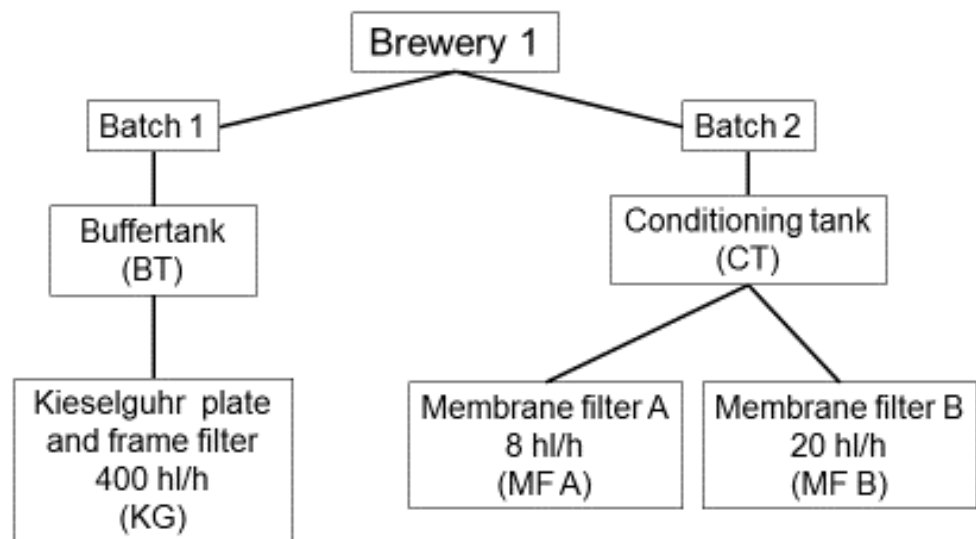 Brewery 1
Batch 1
Batch 2
Buffertank
(BT)
Conditioning tank
(CT)
Kieselguhr plate
and frame filter
400 hl/h
(KG)
Membrane filter A
8 hl/h
(MF A)
Membrane filter B
20 hl/h
(MF B)